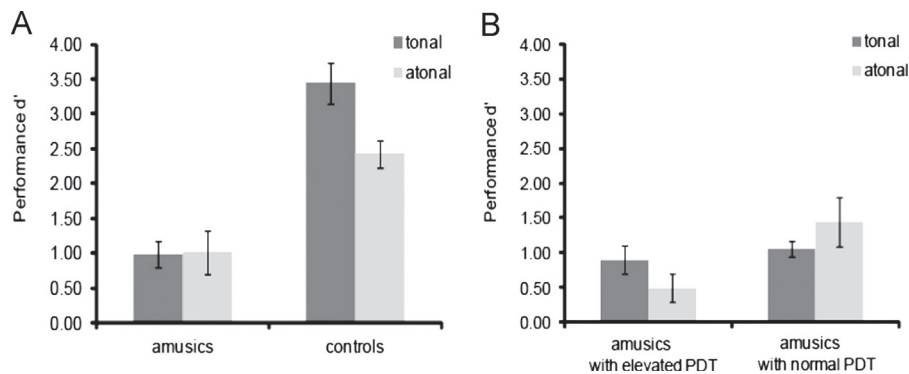 A
tonal
atonal
4.00
3.50
3.00
2.50
2.00
1.50
1.00
0.50
0.00
Performance d'
amusics
controls
B
tonal
atonal
4.00
3.50
3.00
2.50
2.00
1.50
1.00
0.50
0.00
Performance d'
amusics
with elevated PDT
amusics
with normal PDT